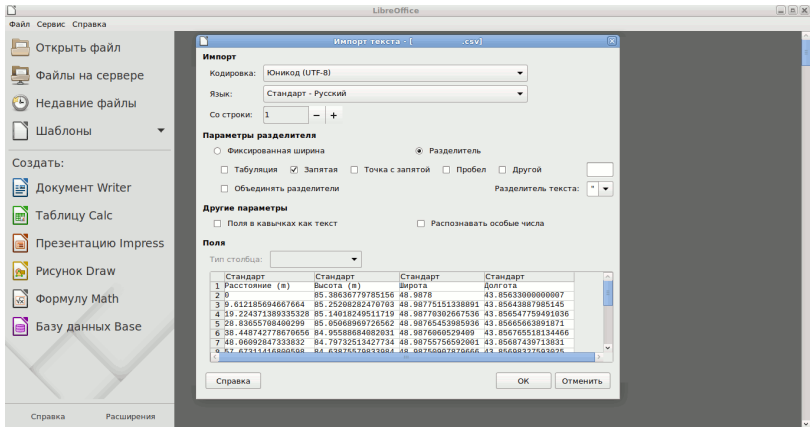 LibreOffice
Файл Сервис Справка
Открыть файл
Файлы на сервере
Недавние файлы
Шаблоны
Создать:
Документ Writer
Таблицу Calc
Презентацию Impress
Рисунок Draw
Формулу Math
Базу данных Base
Справка Расширения
Импорт текста - [ .csv]
Импорт
Кодировка: Юникод (UTF-8)
Язык: Стандарт - Русский
Со строки: 1 − +
Параметры разделителя
Фиксированная ширина Разделитель
Табуляция Запятая Точка с запятой Пробел Другой
Объединять разделители Разделитель текста: "
Другие параметры
Поля в кавычках как текст Распознавать особые числа
Поля
Тип столбца:
Стандарт Стандарт Стандарт Стандарт
1 Расстояние (m) Высота (m) Широта Долгота
2 0 85.38636779785156 48.9878 43.85633000000007
3 9.612185694667664 85.25208282470703 48.98775151338891 43.85643887985145
4 19.224371389335328 85.14018249511719 48.98770302667536 43.856547759491036
5 28.83655708400299 85.05068969726562 48.98765453985936 43.85665663891871
6 38.448742778670656 84.95588684082031 48.9876060529409 43.856765518134466
7 48.06092847333832 84.79732513427734 48.98755756592001 43.85687439713831
Справка ОК Отменить